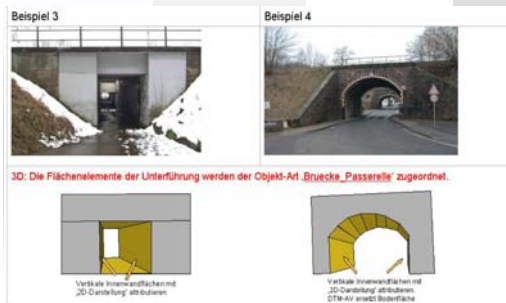 Beispiel 3
Beispiel 4
3D: Die Flächenelemente der Unterführung werden der Objekt-Art ‚Bruecke_Passerelle' zugeordnet.
Vertikale Innenwandflächen mit
‚2D-Darstellung' attributieren
Vertikale Innenwandflächen mit
‚2D-Darstellung' attributieren.
DTM-AV ersetzt Bodenfläche